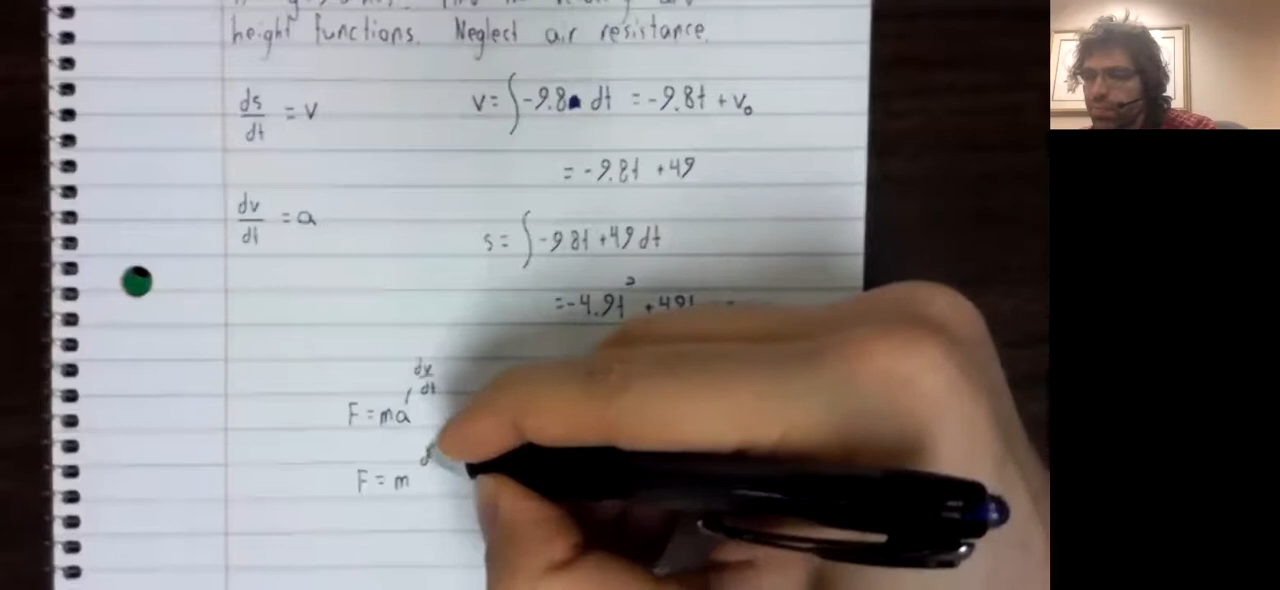 height functions. Neglect air resistance.
ds/dt = v
v = ∫ -9.8 dt = -9.8t + v₀
= -9.8t + 49
dv/dt = a
s = ∫ -9.8t + 49 dt
= -4.9t² + 49t
dv/dt
F = ma
F = m